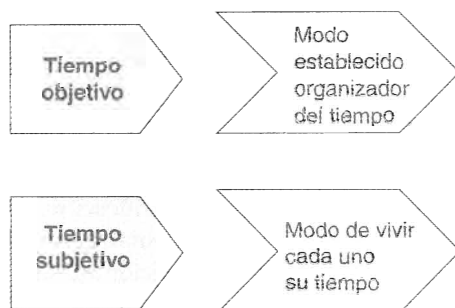 Tiempo
objetivo
Modo
establecido
organizador
del tiempo
Tiempo
subjetivo
Modo de vivir
cada uno
su tiempo